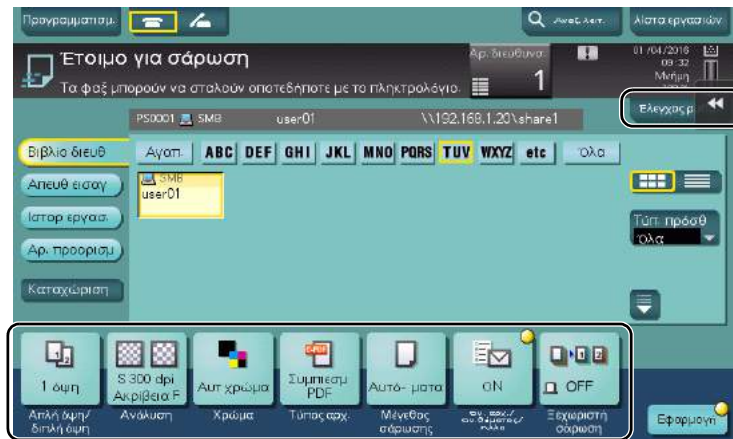 Προγραμματισμ.
Αναζ.λειτ.
Λίστα εργασιών
Έτοιμο για σάρωση
Τα φαξ μπορούν να σταλούν οποτεδήποτε με το πληκτρολόγιο.
Αρ. διευθυνσ.
1
01/04/2016
09:32
Μνήμη
Έλεγχος ρ
PS0001 SMB user01 \\192.168.1.20\share1
Βιβλίο διευθ
Αγαπ. ABC DEF GHI JKL MNO PQRS TUV WXYZ etc Όλα
Απευθ εισαγ
SMB
user01
Ιστορ εργασ.
Τύπ. πρόσθ
Όλα
Αρ. προορισμ
Καταχώριση
1 όψη
S 300 dpi
Ακρίβεια F
Αυτ χρώμα
E-PDF
Συμπιεσμ
PDF
Αυτό- ματα
ON
OFF
Απλή όψη/
διπλή όψη
Ανάλυση
Χρώμα
Τύπος αρχ.
Μέγεθος
σάρωσης
Ξεχωριστή
σάρωση
Εφαρμογή